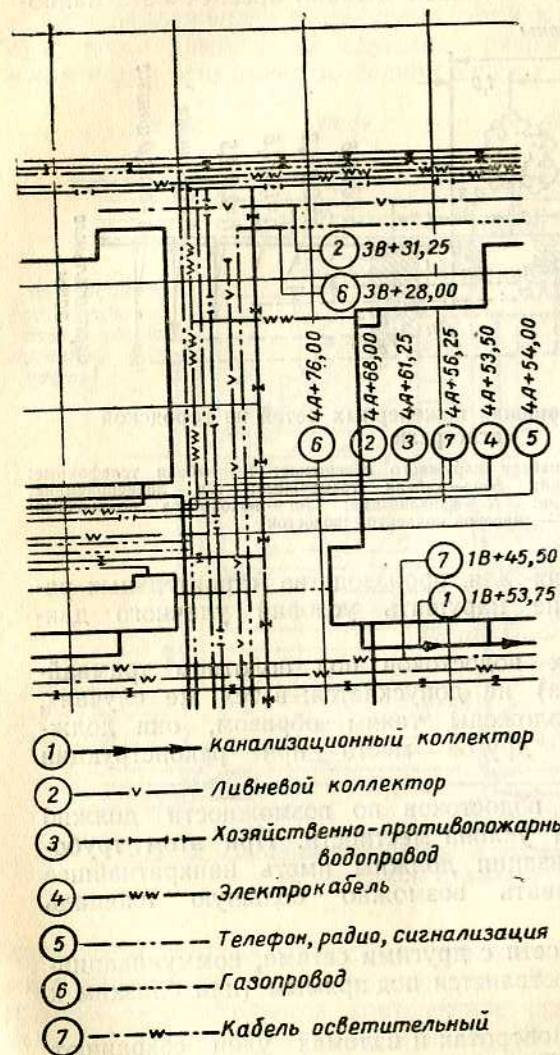 2 3В+31,25
6 3В+28,00
4А+76,00
4А+68,00
4А+61,25
4А+56,25
4А+53,50
4А+54,00
6 2 3 7 4 5
7 1В+45,50
1 1В+53,75
1 Канализационный коллектор
2 v Ливневой коллектор
3 Хозяйственно-противопожарны
водопровод
4 ww Электрокабель
5 Телефон, радио, сигнализация
6 Газопровод
7 w Кабель осветительный